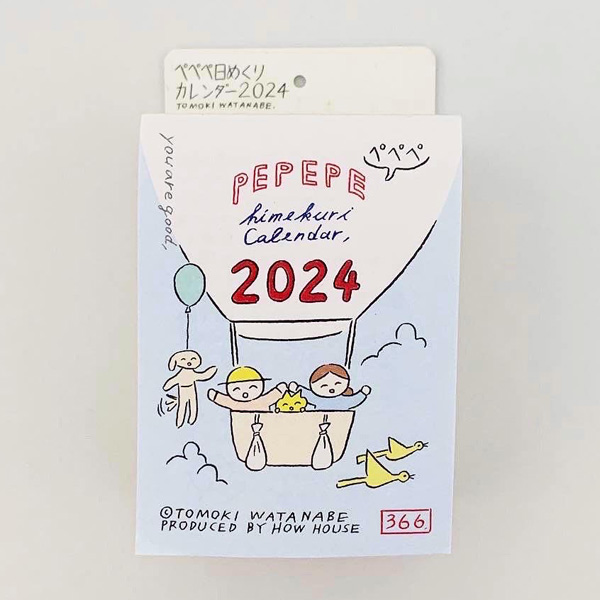 ぺぺぺ日めくり
カレンダー2024
TOMOKI WATANABE.
you are good,
PEPEPE
ぺぺぺ
himekuri
Calendar,
2024
©TOMOKI WATANABE
PRODUCED BY HOW HOUSE
366